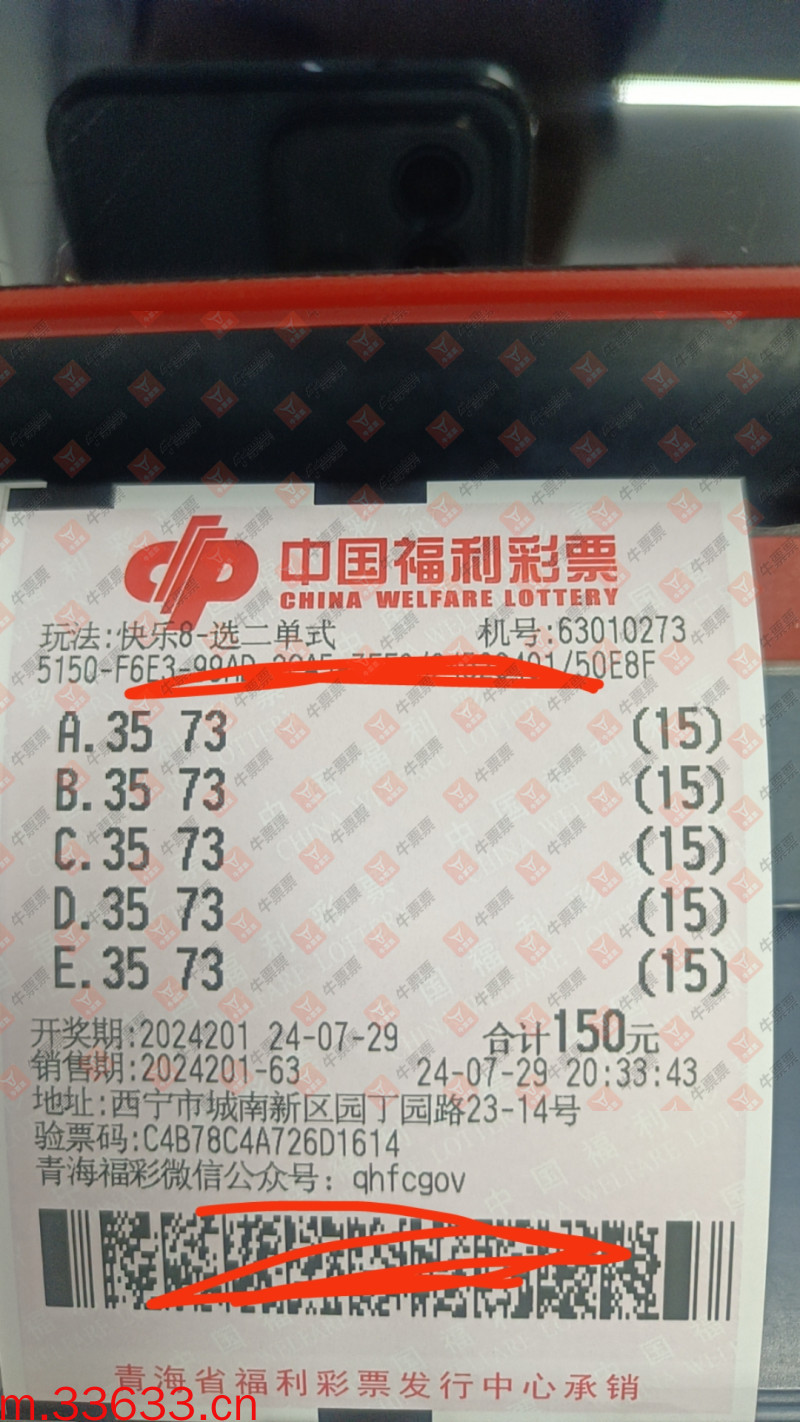 中国福利彩票
CHINA WELFARE LOTTERY
玩法:快乐8-选二单式 机号:63010273
5150-F6E3- /50E8F
A.35 73 (15)
B.35 73 (15)
C.35 73 (15)
D.35 73 (15)
E.35 73 (15)
开奖期:2024201 24-07-29 合计150元
销售期:2024201-63 24-07-29 20:33:43
地址:西宁市城南新区园丁园路23-14号
验票码:C4B78C4A726D1614
青海福彩微信公众号: qhfcgov
青海省福利彩票发行中心承销
m.33633.cn
牛票票